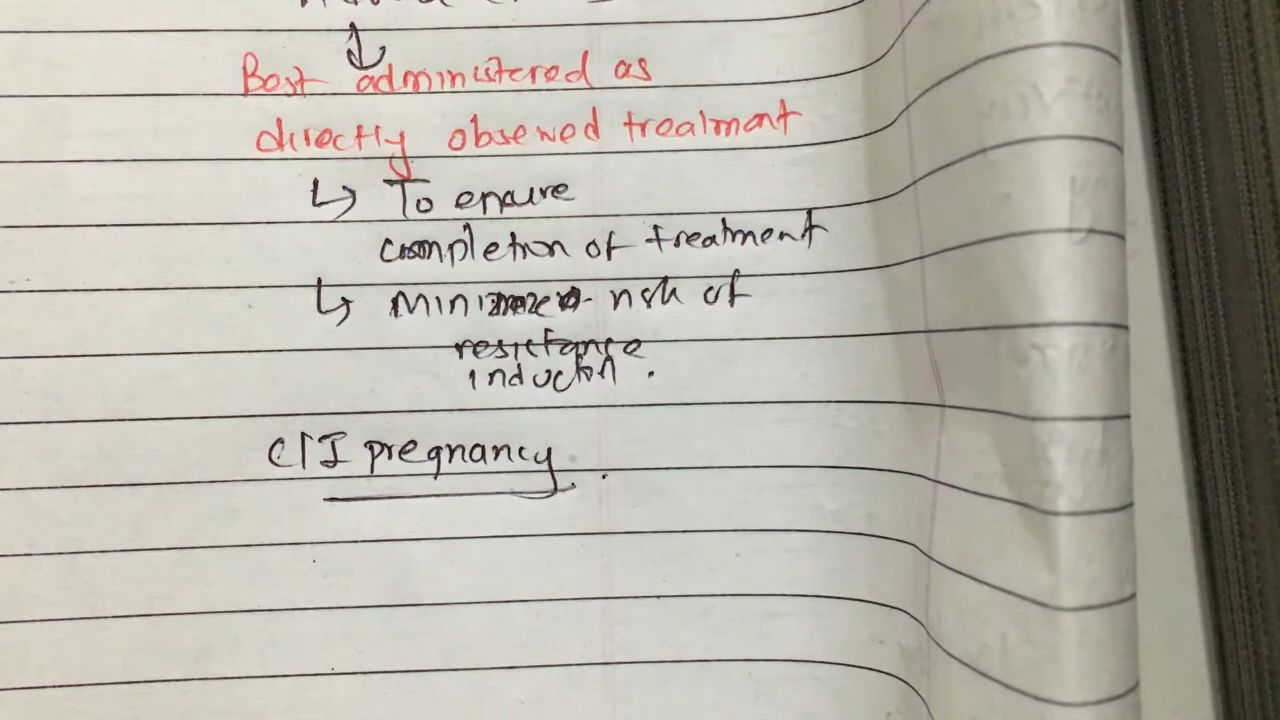 ↓
Best administered as
directly observed treatment
↳ To ensure
completion of treatment
↳ Minimize risk of
resistance
induction.
C/I pregnancy.